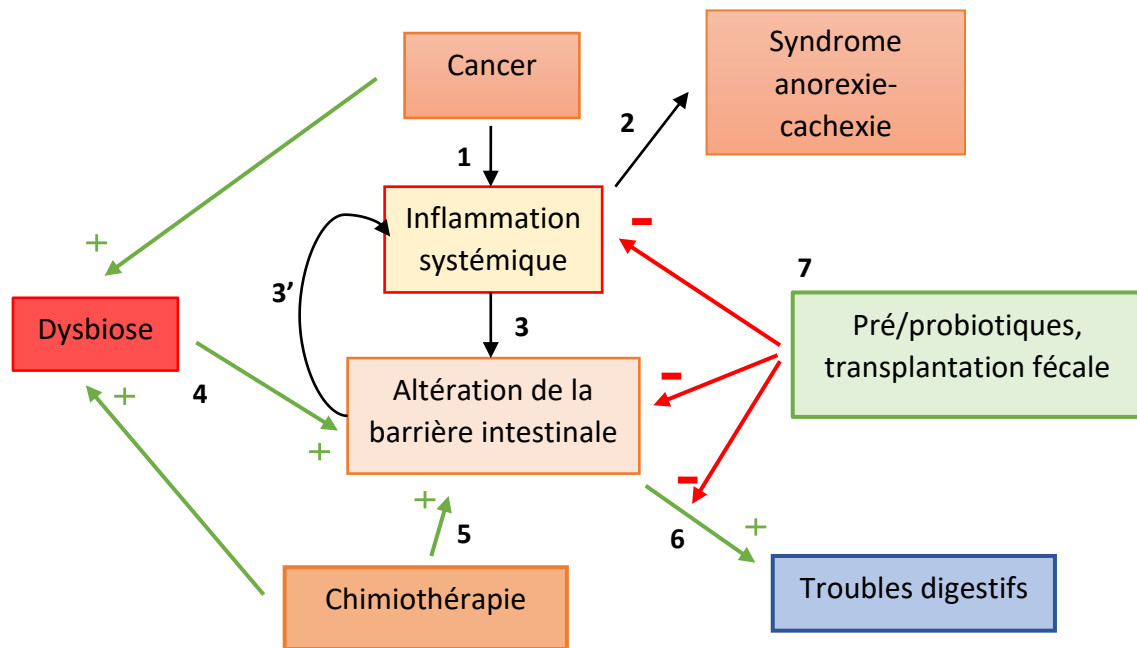 Cancer
Syndrome
anorexie-
cachexie
2
1
Inflammation
systémique
-
+
7
3'
3
Dysbiose
Pré/probiotiques,
transplantation fécale
+
4
-
Altération de la
barrière intestinale
+
-
+
5
6
+
Chimiothérapie
Troubles digestifs